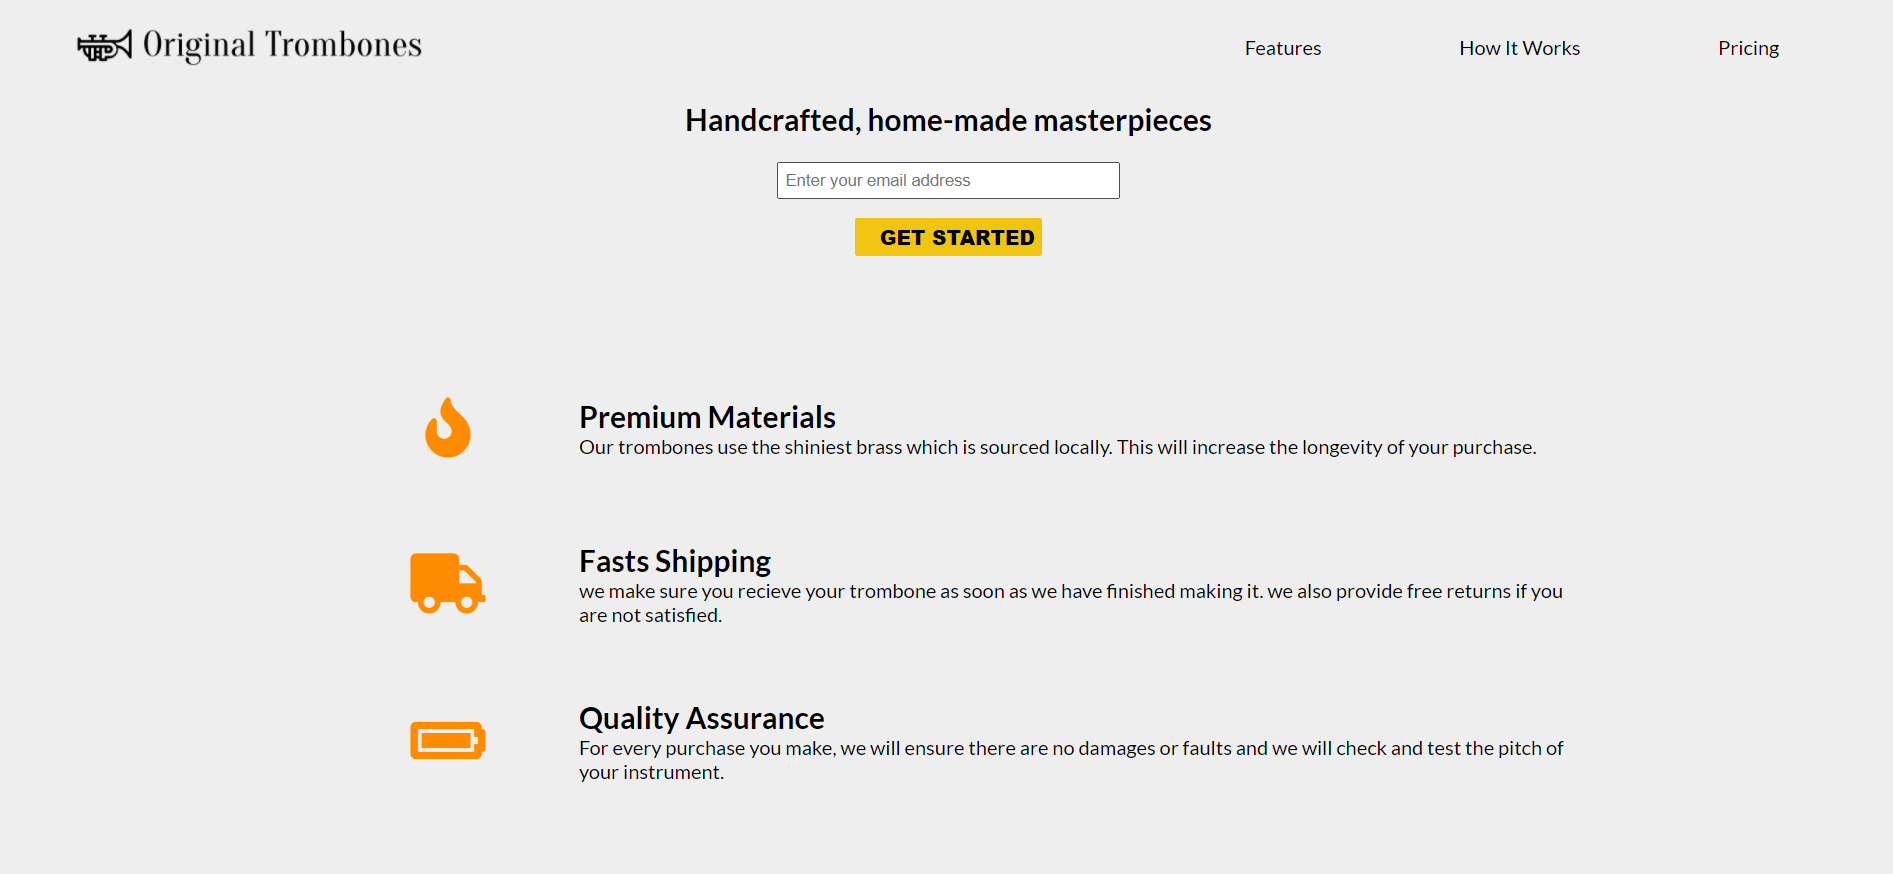 Original Trombones
Features
How It Works
Pricing
Handcrafted, home-made masterpieces
Enter your email address
GET STARTED
Premium Materials
Our trombones use the shiniest brass which is sourced locally. This will increase the longevity of your purchase.
Fasts Shipping
we make sure you recieve your trombone as soon as we have finished making it. we also provide free returns if you
are not satisfied.
Quality Assurance
For every purchase you make, we will ensure there are no damages or faults and we will check and test the pitch of
your instrument.